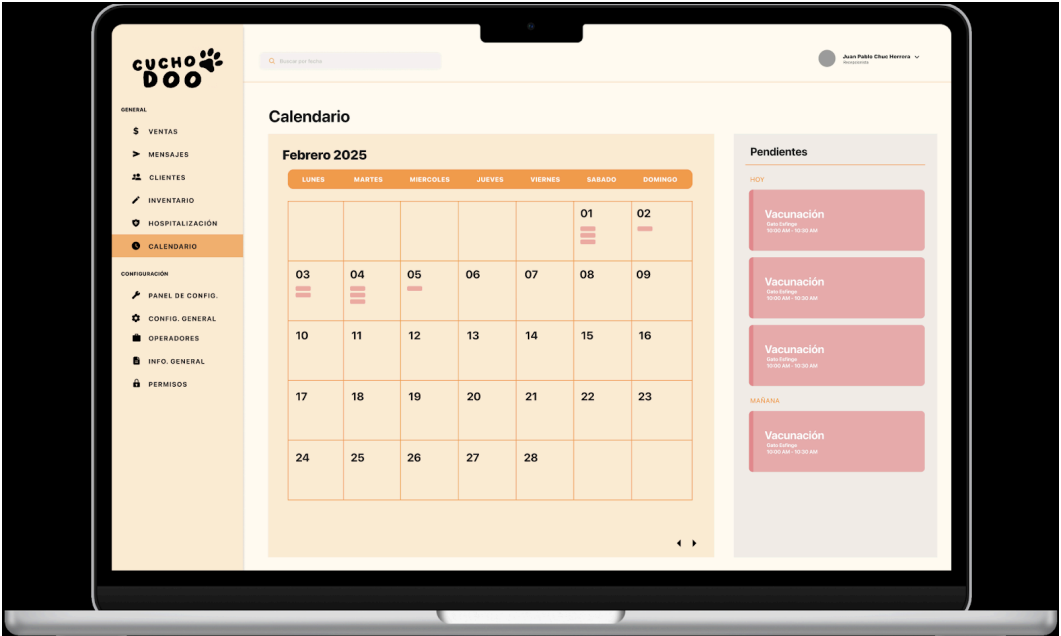 CUCHO
DOO
GENERAL
$ VENTAS
MENSAJES
CLIENTES
INVENTARIO
HOSPITALIZACIÓN
CALENDARIO
CONFIGURACIÓN
PANEL DE CONFIG.
CONFIG. GENERAL
OPERADORES
INFO. GENERAL
PERMISOS
Buscar por fecha
Juan Pablo Chuc Herrera
Calendario
Febrero 2025
LUNES MARTES MIERCOLES JUEVES VIERNES SABADO DOMINGO
01 02
03 04 05 06 07 08 09
10 11 12 13 14 15 16
17 18 19 20 21 22 23
24 25 26 27 28
Pendientes
HOY
Vacunación
Gato Esfinge
10:00 AM - 10:30 AM
Vacunación
Gato Esfinge
10:00 AM - 10:30 AM
Vacunación
Gato Esfinge
10:00 AM - 10:30 AM
MAÑANA
Vacunación
Gato Esfinge
10:00 AM - 10:30 AM